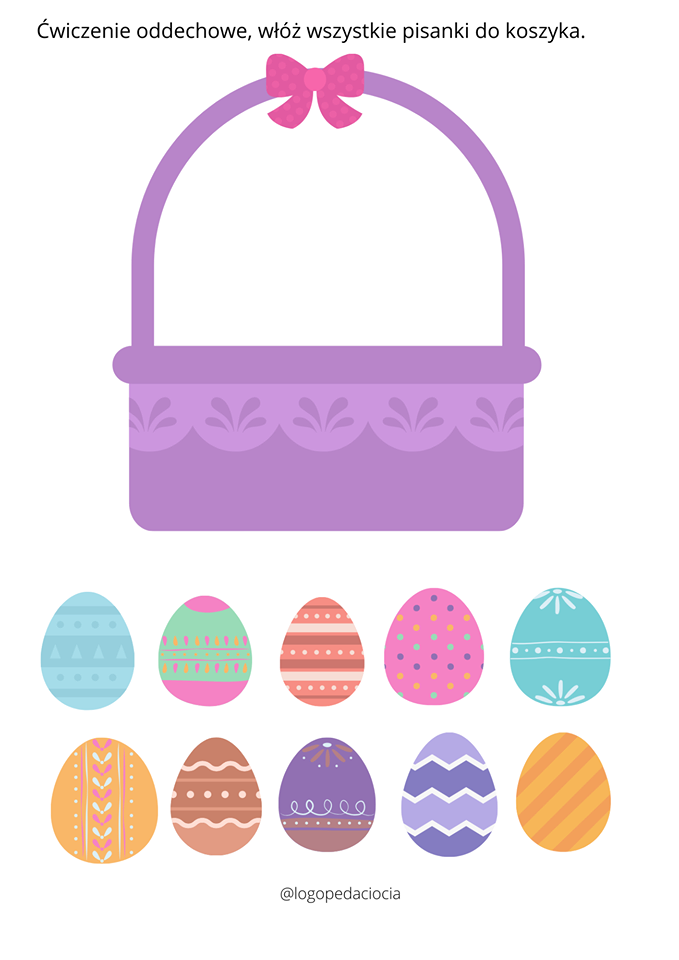 Ćwiczenie oddechowe, włóż wszystkie pisanki do koszyka.
@logopedaciocia